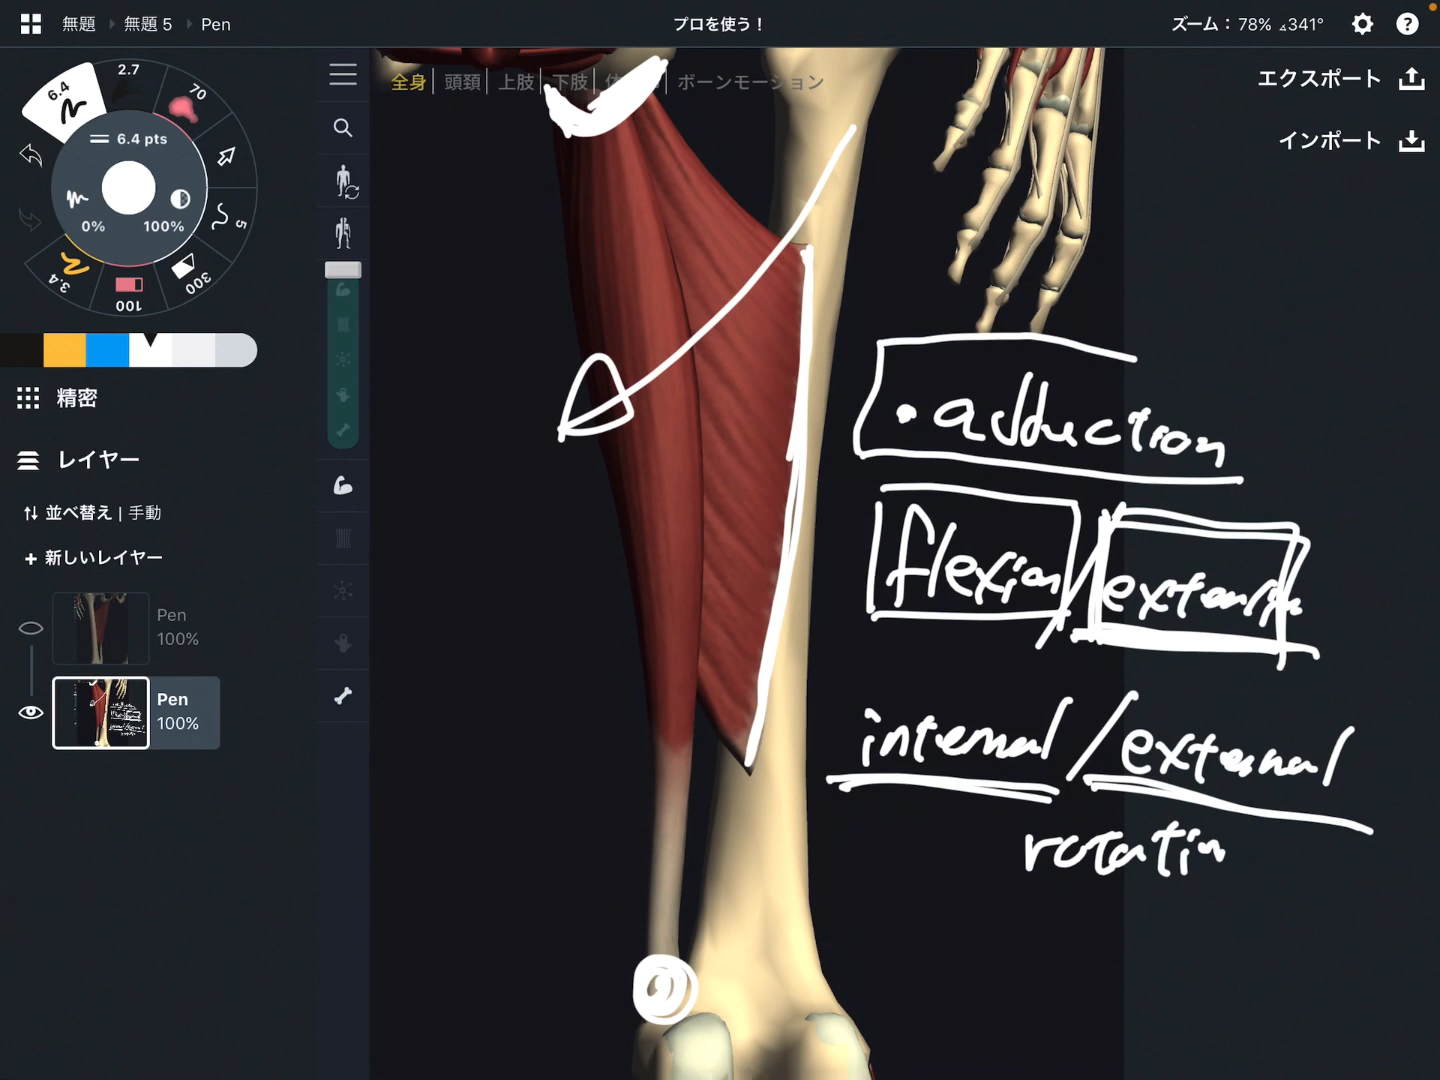 無題 無題 5 Pen
プロを使う！
ズーム： 78% ⦟341°
エクスポート
インポート
全身 頭頚 上肢 下肢 体 ボーンモーション
2.7
6.4
70
6.4 pts
0% 100%
5
300
100
3.4
精密
レイヤー
並べ替え | 手動
+ 新しいレイヤー
Pen
100%
Pen
100%
• adduction
flexion / extension
internal / external
rotatin